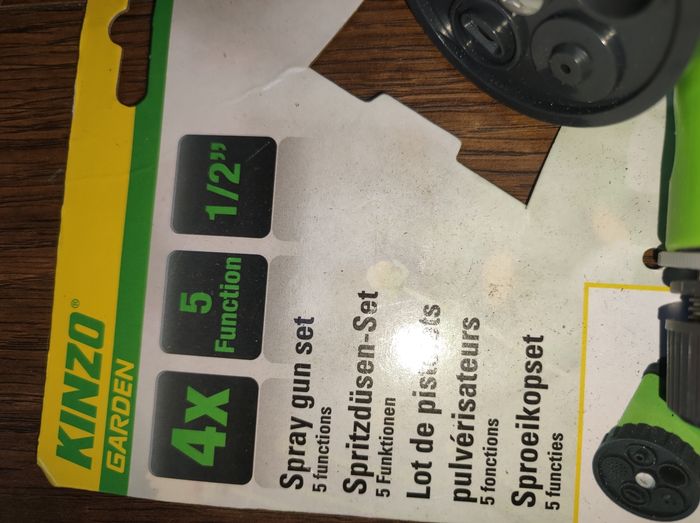 KINZO®
GARDEN
4x
5
Function
1/2"
Spray gun set
5 functions
Spritzdüsen-Set
5 Funktionen
Lot de pistolets
pulvérisateurs
5 fonctions
Sproeikopset
5 functies